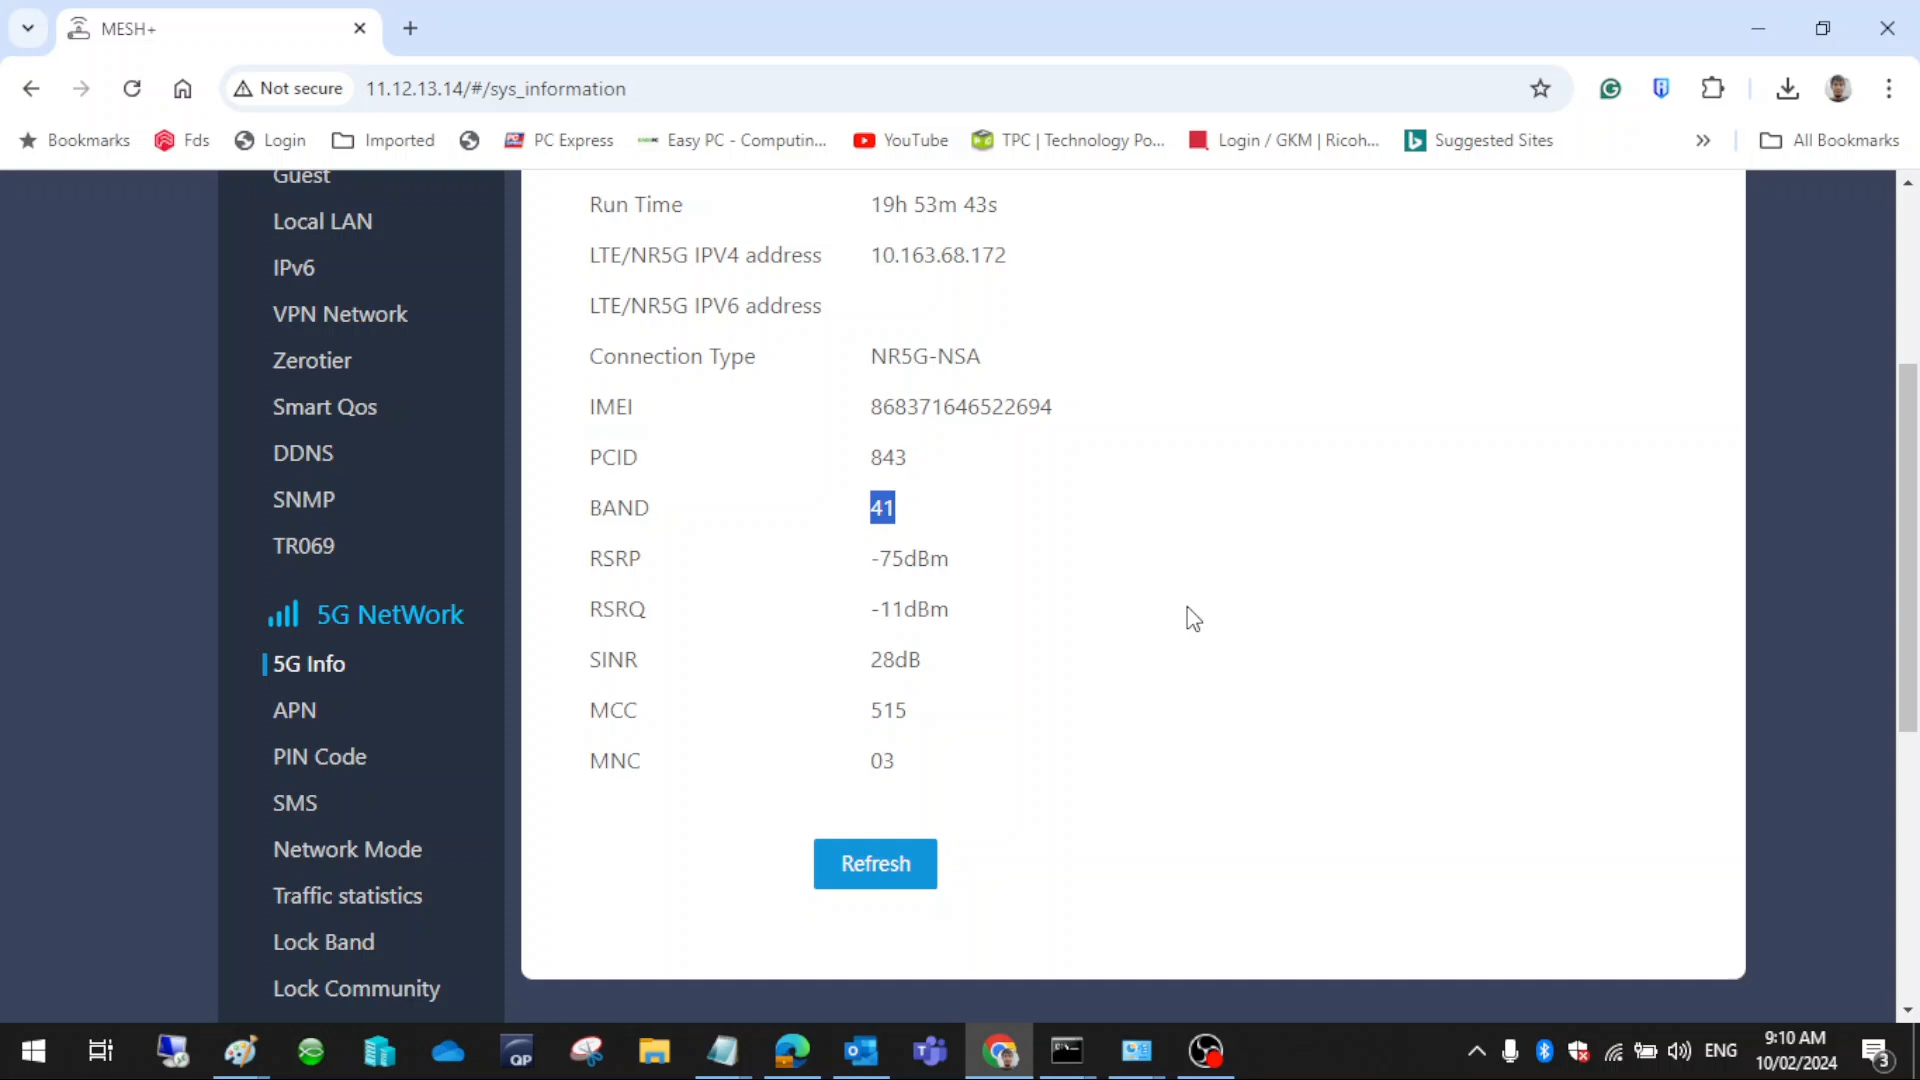 MESH+
Not secure 11.12.13.14/#/sys_information
Bookmarks Fds Login Imported PC Express Easy PC - Computin... YouTube TPC | Technology Po... Login / GKM | Ricoh... Suggested Sites » All Bookmarks
Guest
Local LAN
IPv6
VPN Network
Zerotier
Smart Qos
DDNS
SNMP
TR069
5G NetWork
5G Info
APN
PIN Code
SMS
Network Mode
Traffic statistics
Lock Band
Lock Community
Run Time 19h 53m 43s
LTE/NR5G IPV4 address 10.163.68.172
LTE/NR5G IPV6 address
Connection Type NR5G-NSA
IMEI 868371646522694
PCID 843
BAND 41
RSRP -75dBm
RSRQ -11dBm
SINR 28dB
MCC 515
MNC 03
Refresh
QP
ENG
9:10 AM
10/02/2024
3